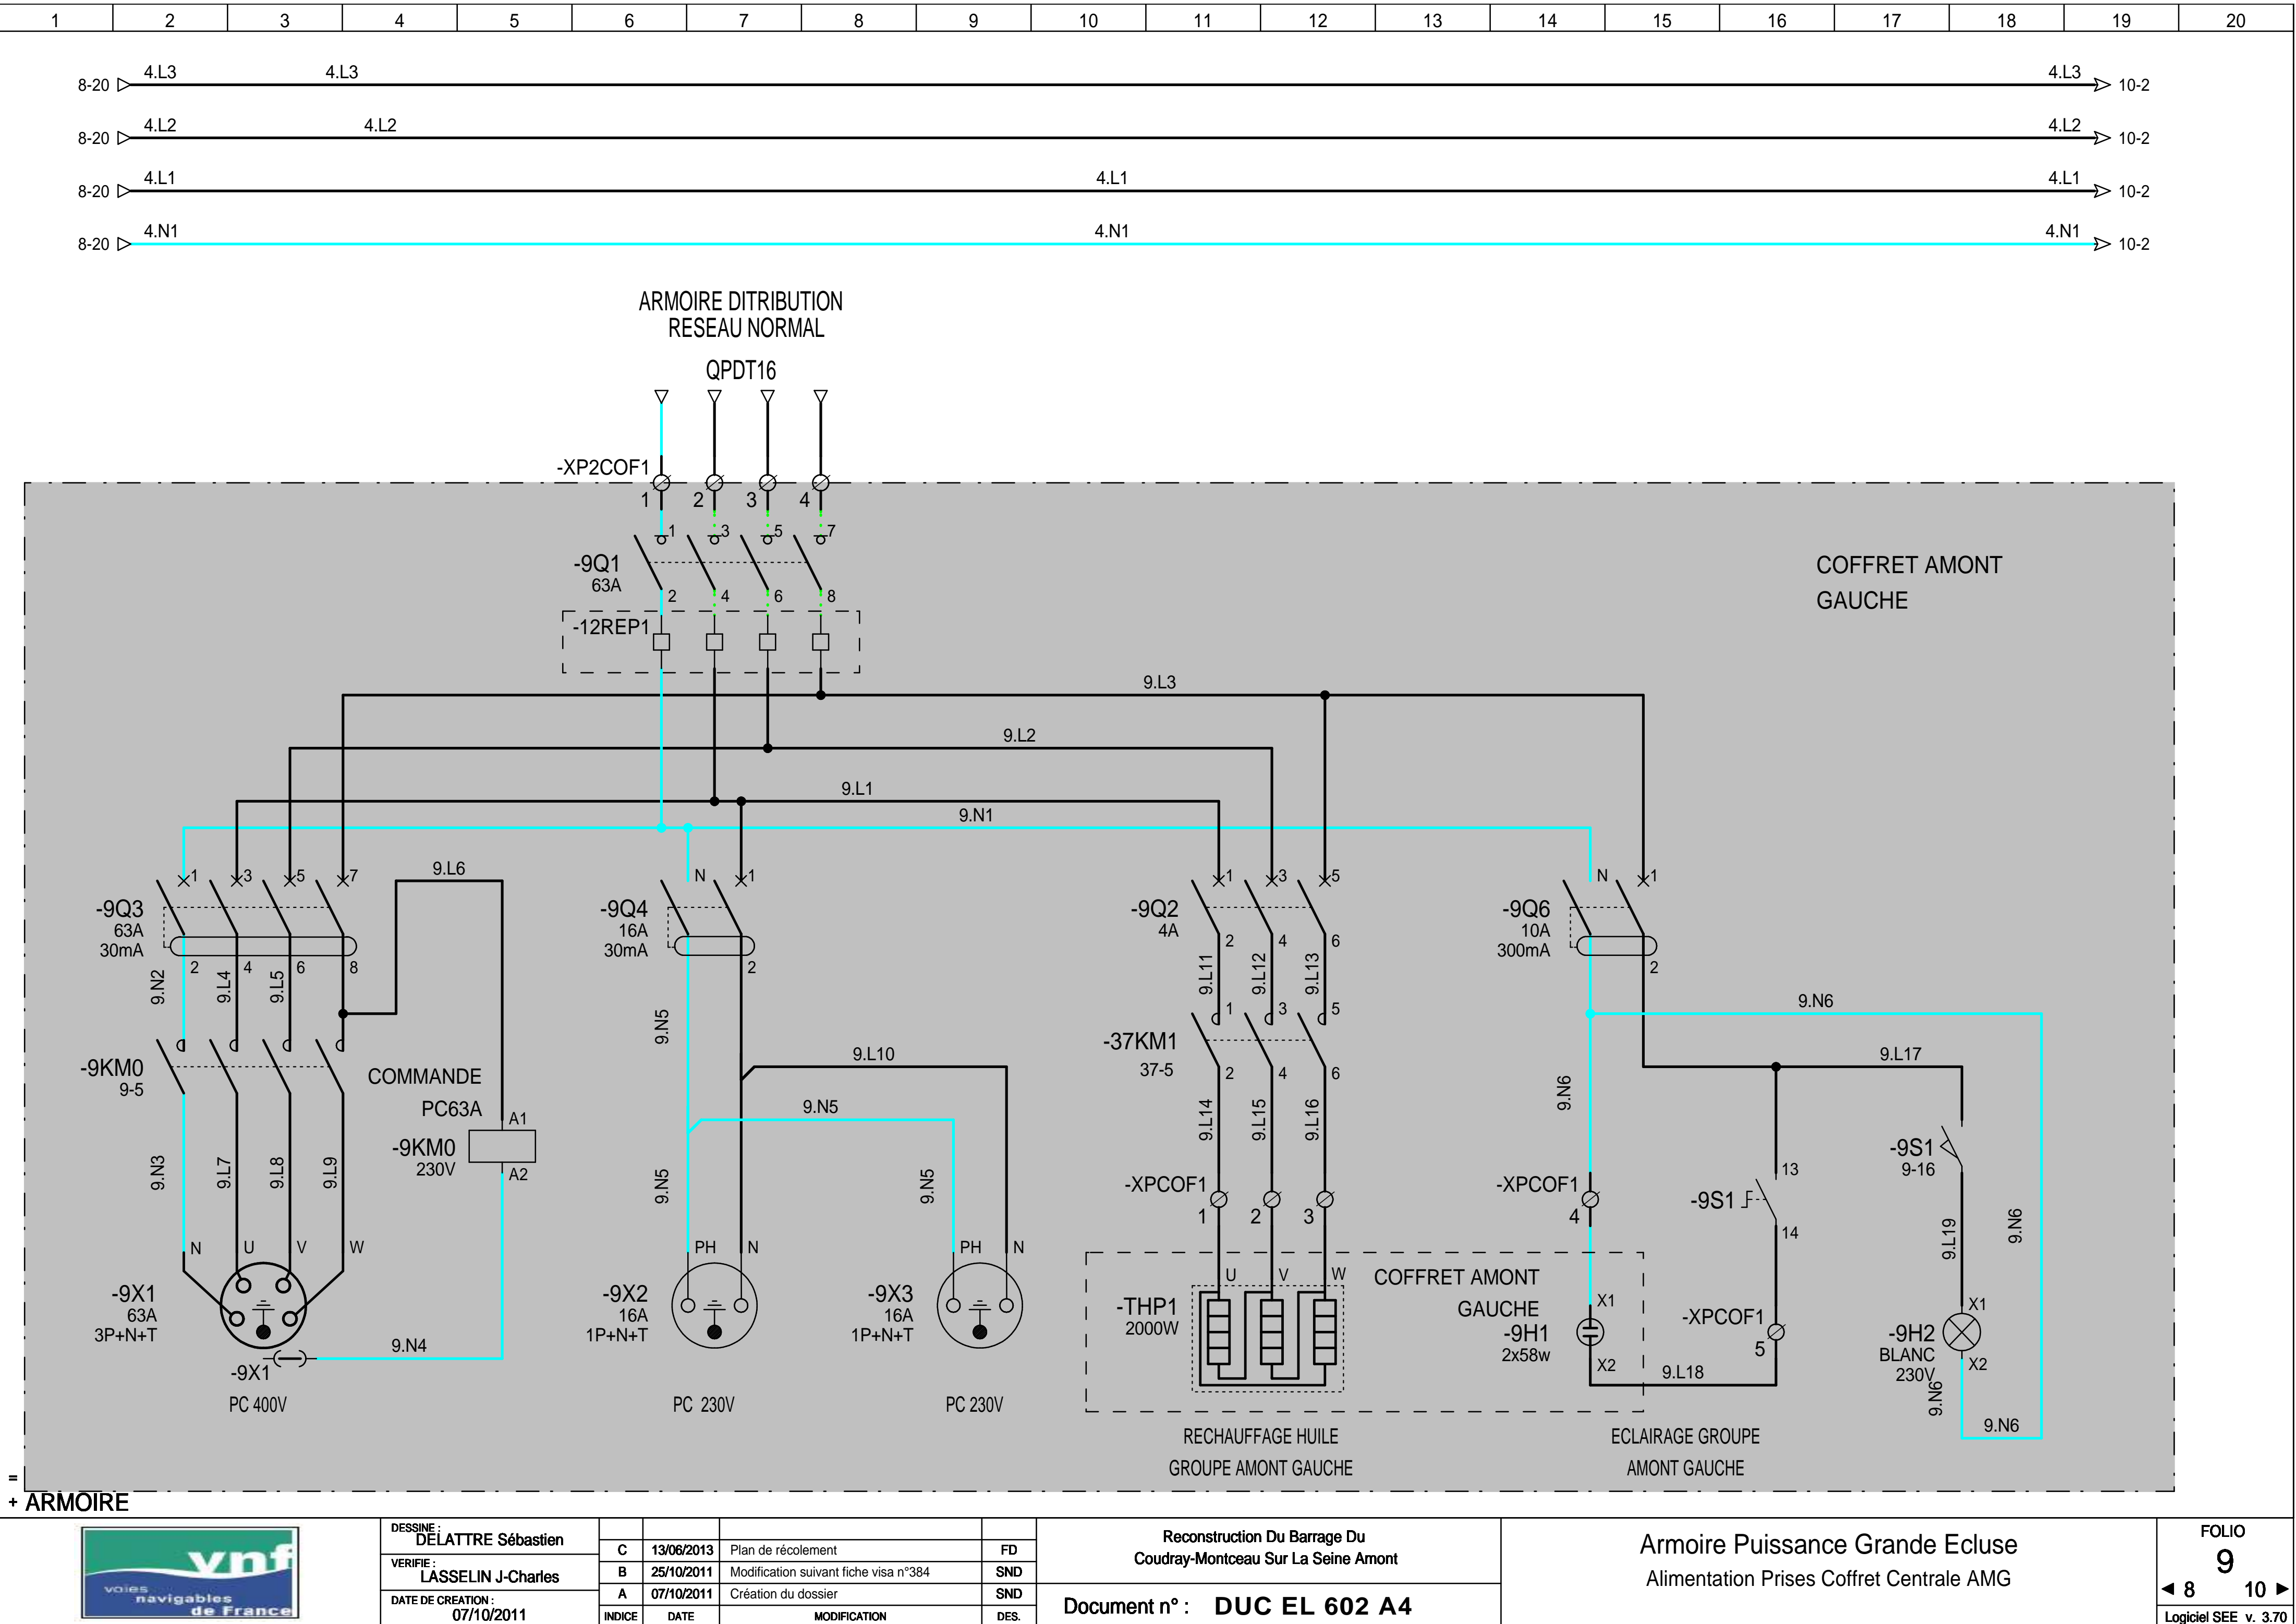 1 2 3 4 5 6 7 8 9 10 11 12 13 14 15 16 17 18 19 20
8-20 4.L3 4.L3 4.L3 10-2
8-20 4.L2 4.L2 4.L2 10-2
8-20 4.L1 4.L1 4.L1 10-2
8-20 4.N1 4.N1 4.N1 10-2
ARMOIRE DITRIBUTION
RESEAU NORMAL
QPDT16
-XP2COF1
1 2 3 4
1 3 5 7
-9Q1
63A
2 4 6 8
COFFRET AMONT
GAUCHE
-12REP1
9.L3
9.L2
9.L1
9.N1
9.L6
1 3 5 7
-9Q3
63A
30mA
2 4 6 8
N 1
-9Q4
16A
30mA
2
1 3 5
-9Q2
4A
2 4 6
N 1
-9Q6
10A
300mA
2
9.N2 9.L4 9.L5
9.N5
9.L11 9.L12 9.L13
9.N6
-9KM0
9-5
COMMANDE
PC63A
A1
-9KM0
230V
A2
9.L10
9.N5
1 3 5
-37KM1
37-5
2 4 6
9.L17
9.N6
9.N3 9.L7 9.L8 9.L9
9.N5
9.N5
9.L14 9.L15 9.L16
-XPCOF1
1 2 3
-XPCOF1
4
13
-9S1
14
-9S1
9-16
9.L19
9.N6
N U V W
-9X1
63A
3P+N+T
9.N4
-9X1
PC 400V
PH N
-9X2
16A
1P+N+T
PC 230V
PH N
-9X3
16A
1P+N+T
PC 230V
U V W
-THP1
2000W
COFFRET AMONT
GAUCHE
X1
-9H1
2x58w
X2
9.L18
-XPCOF1
5
X1
-9H2
BLANC
230V
X2
9.N6
9.N6
RECHAUFFAGE HUILE
GROUPE AMONT GAUCHE
ECLAIRAGE GROUPE
AMONT GAUCHE
=
+ ARMOIRE
vnf
voies
navigables
de France
DESSINE :
DELATTRE Sébastien
VERIFIE :
LASSELIN J-Charles
DATE DE CREATION :
07/10/2011
C 13/06/2013 Plan de récolement FD
B 25/10/2011 Modification suivant fiche visa n°384 SND
A 07/10/2011 Création du dossier SND
INDICE DATE MODIFICATION DES.
Reconstruction Du Barrage Du
Coudray-Montceau Sur La Seine Amont
Document n° : DUC EL 602 A4
Armoire Puissance Grande Ecluse
Alimentation Prises Coffret Centrale AMG
FOLIO
9
8 10
Logiciel SEE v. 3.70